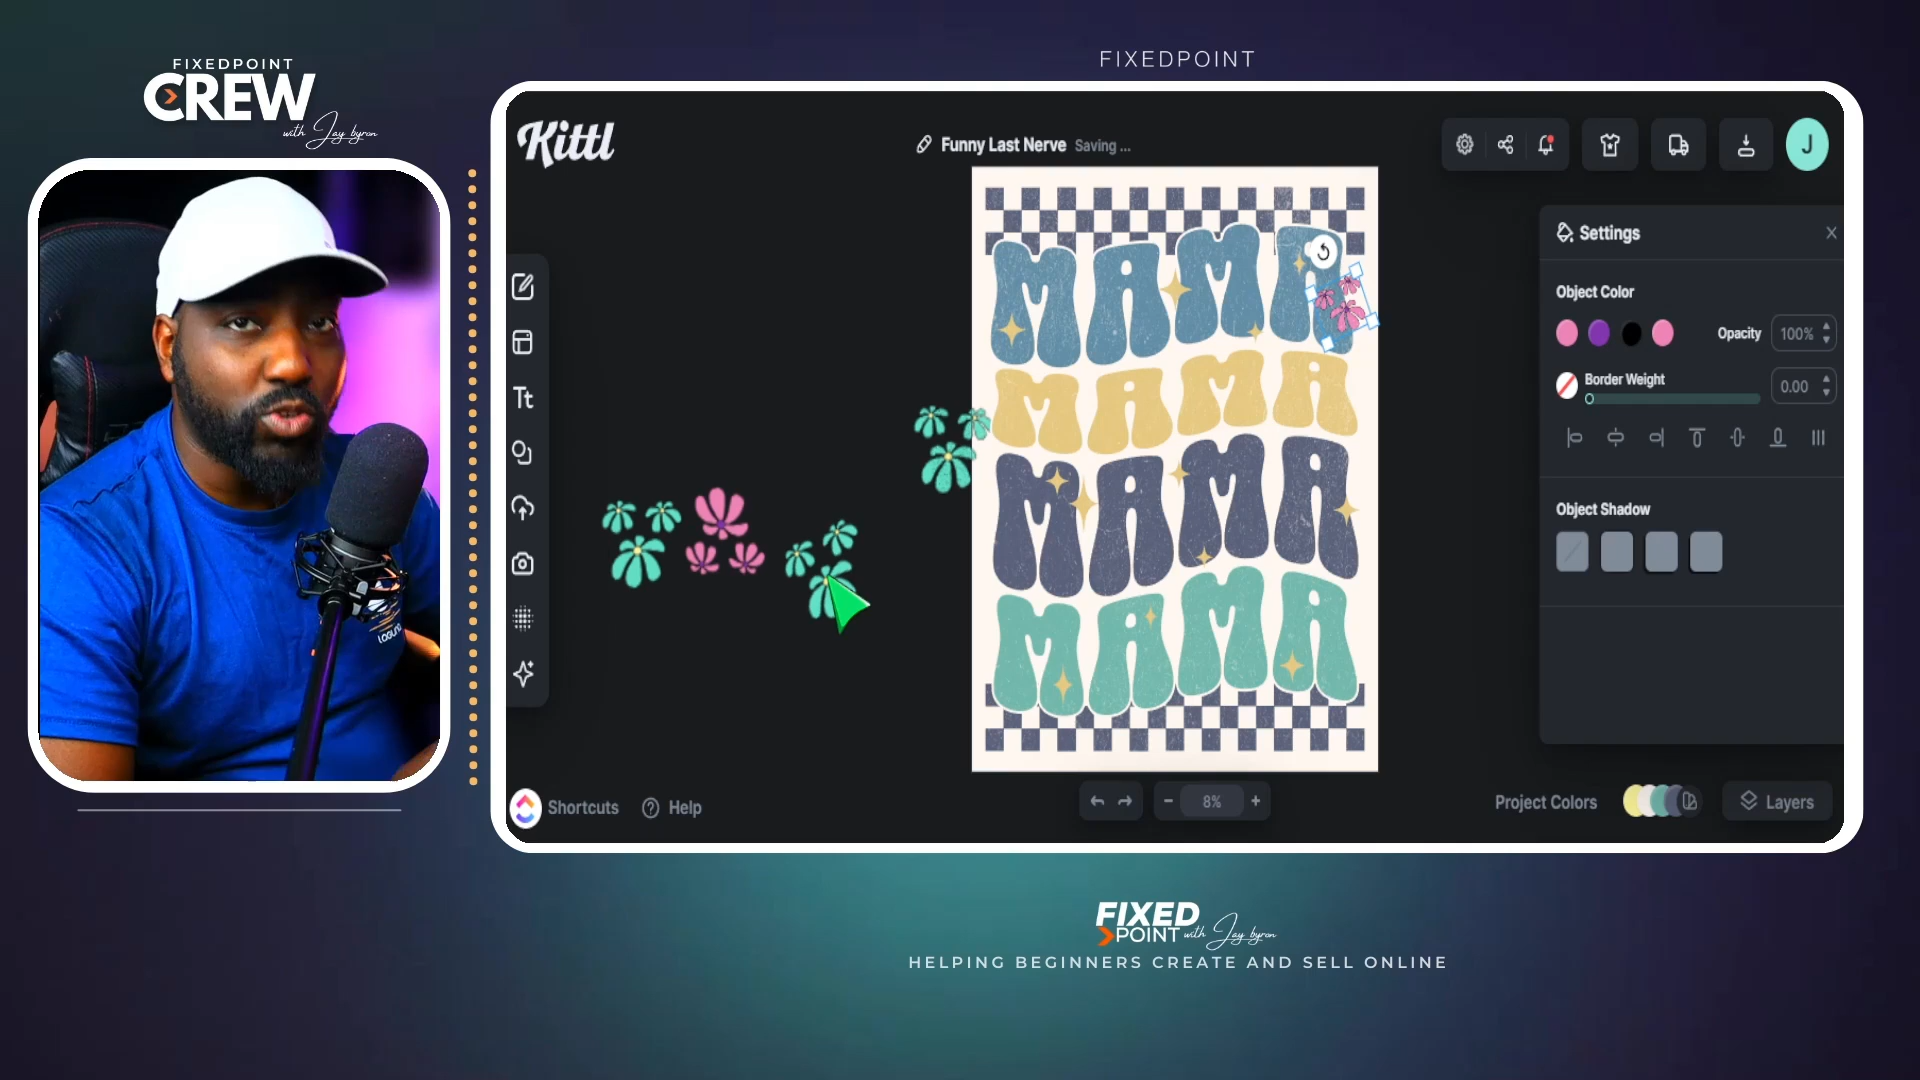 FIXEDPOINT
CREW
with Jay byron
FIXEDPOINT
Kittl
Funny Last Nerve Saving ...
J
Settings
Object Color
Opacity 100%
Border Weight 0.00
Object Shadow
Tt
MAMA
MAMA
MAMA
MAMA
Shortcuts Help
8%
Project Colors Layers
FIXED
POINT with Jay byron
HELPING BEGINNERS CREATE AND SELL ONLINE